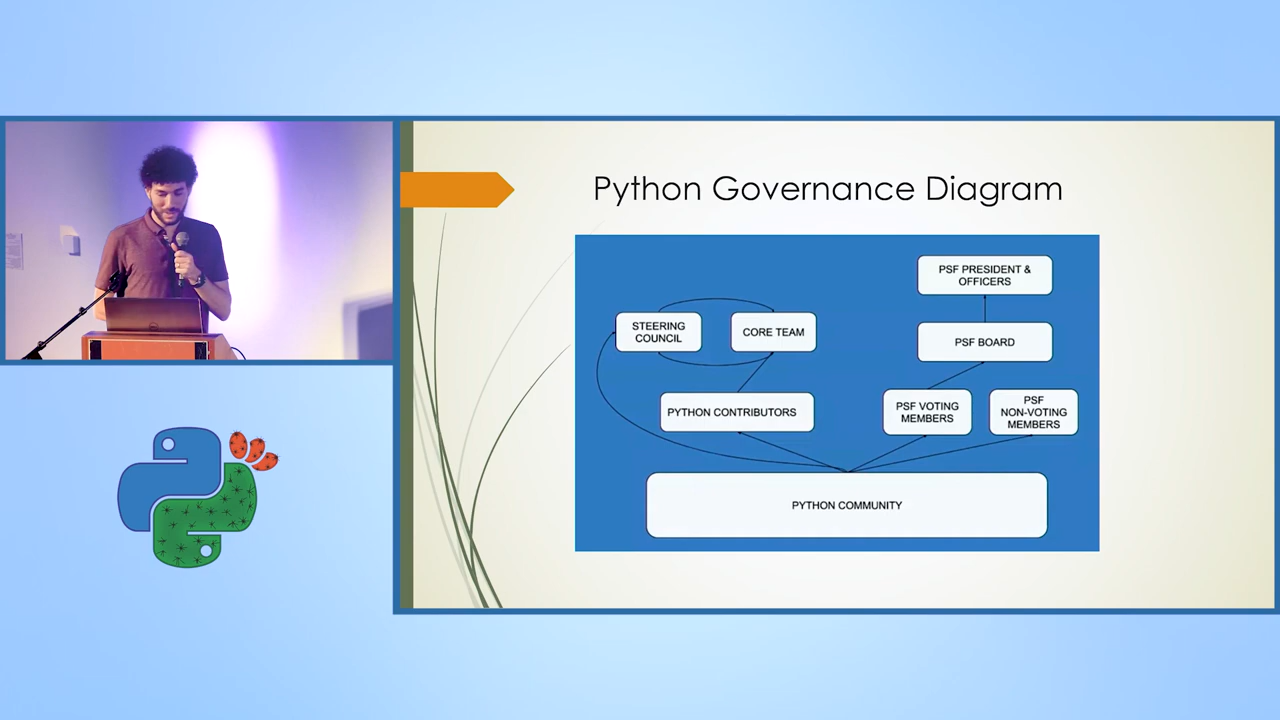 Python Governance Diagram
PSF PRESIDENT &
OFFICERS
STEERING
COUNCIL
CORE TEAM
PSF BOARD
PYTHON CONTRIBUTORS
PSF VOTING
MEMBERS
PSF
NON-VOTING
MEMBERS
PYTHON COMMUNITY